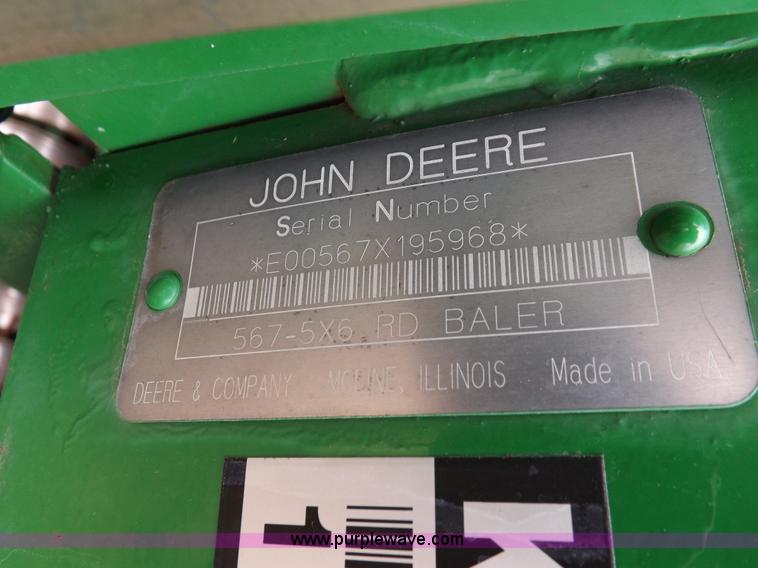 JOHN DEERE
Serial Number
*E00567X195968*
567-5X6 RD BALER
DEERE & COMPANY MOLINE, ILLINOIS Made in USA
1 K
www.purplewave.com